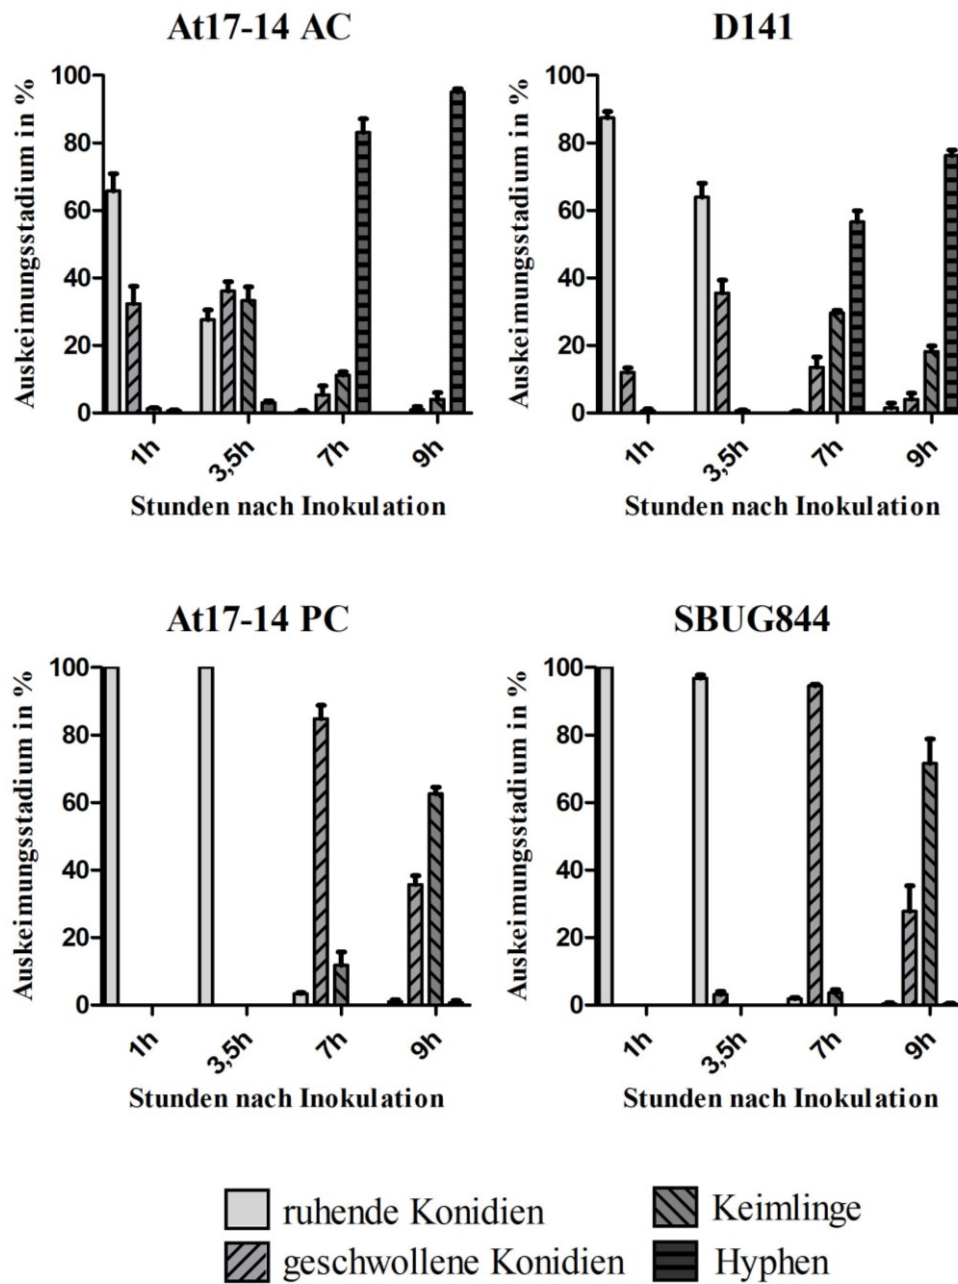 At17-14 AC
Auskeimungsstadium in %
100
80
60
40
20
0
1h
3,5h
7h
9h
Stunden nach Inokulation
D141
Auskeimungsstadium in %
100
80
60
40
20
0
1h
3,5h
7h
9h
Stunden nach Inokulation
At17-14 PC
Auskeimungsstadium in %
100
80
60
40
20
0
1h
3,5h
7h
9h
Stunden nach Inokulation
SBUG844
Auskeimungsstadium in %
100
80
60
40
20
0
1h
3,5h
7h
9h
Stunden nach Inokulation
ruhende Konidien
geschwollene Konidien
Keimlinge
Hyphen